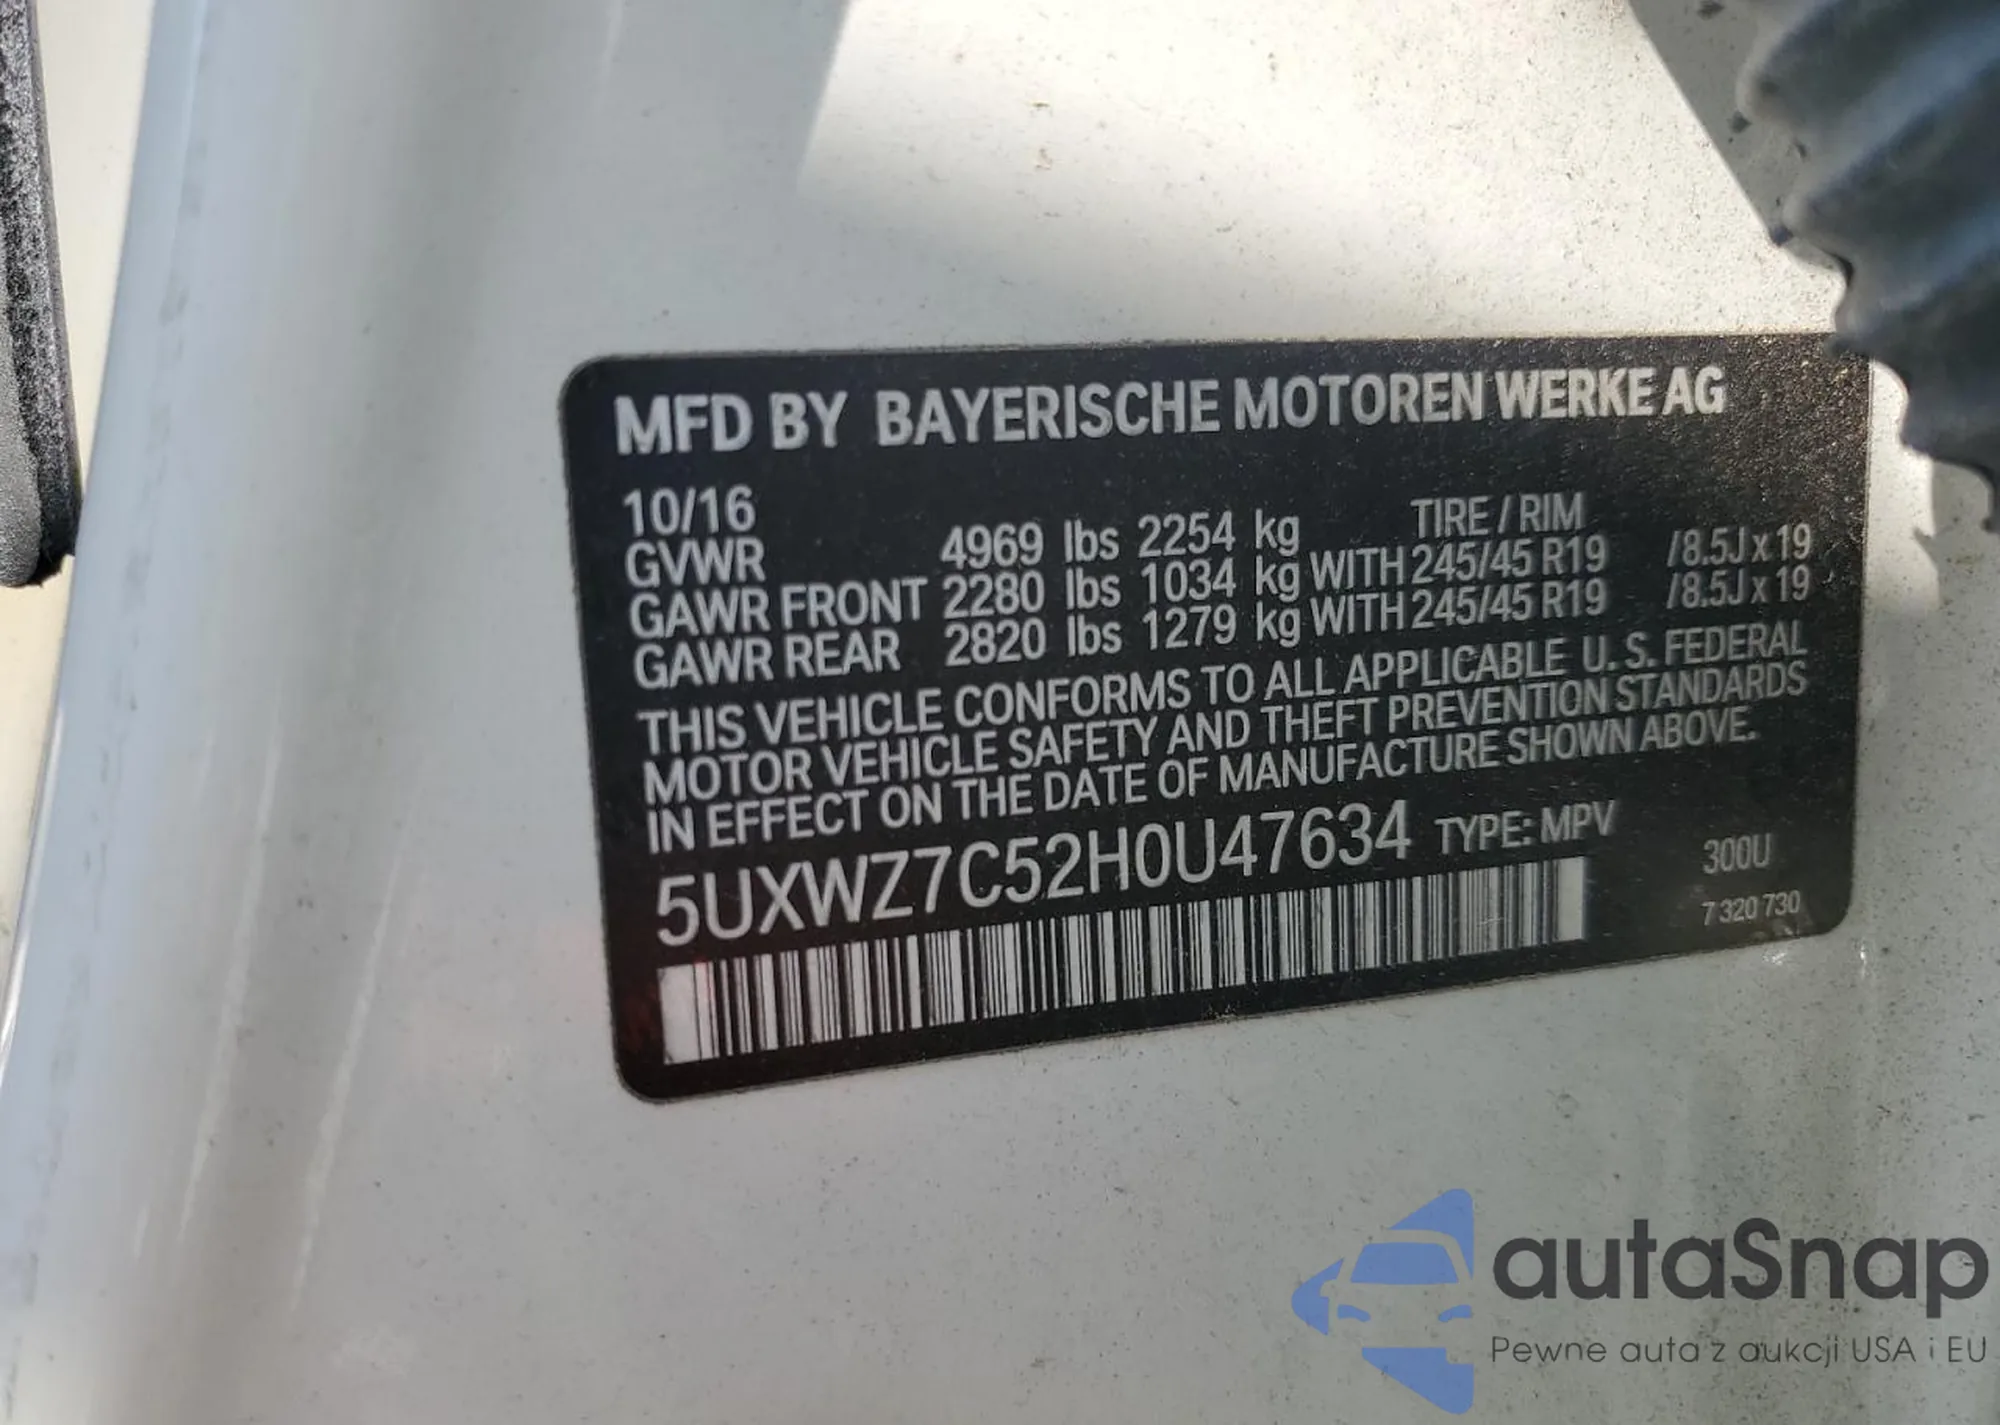 MFD BY BAYERISCHE MOTOREN WERKE AG
10/16 TIRE / RIM
GVWR 4969 lbs 2254 kg
GAWR FRONT 2280 lbs 1034 kg WITH 245/45 R19 /8.5J x 19
GAWR REAR 2820 lbs 1279 kg WITH 245/45 R19 /8.5J x 19
THIS VEHICLE CONFORMS TO ALL APPLICABLE U. S. FEDERAL
MOTOR VEHICLE SAFETY AND THEFT PREVENTION STANDARDS
IN EFFECT ON THE DATE OF MANUFACTURE SHOWN ABOVE.
5UXWZ7C52H0U47634 TYPE: MPV
300U
7 320 730
autaSnap
Pewne auta z aukcji USA i EU